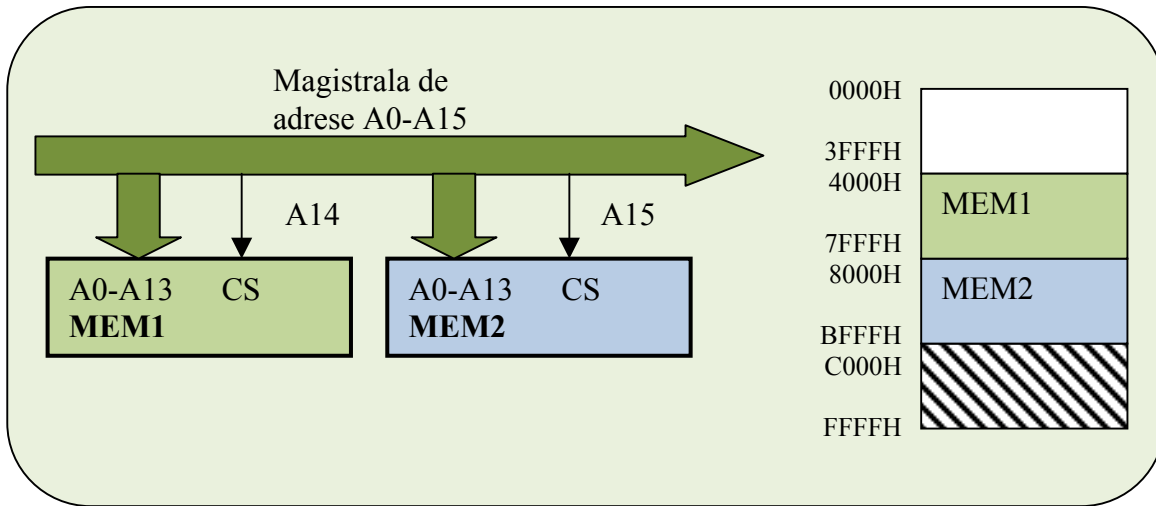 Magistrala de
adrese A0-A15
A14
A15
A0-A13 CS
MEM1
A0-A13 CS
MEM2
0000H
3FFFH
4000H
MEM1
7FFFH
8000H
MEM2
BFFFH
C000H
FFFFH